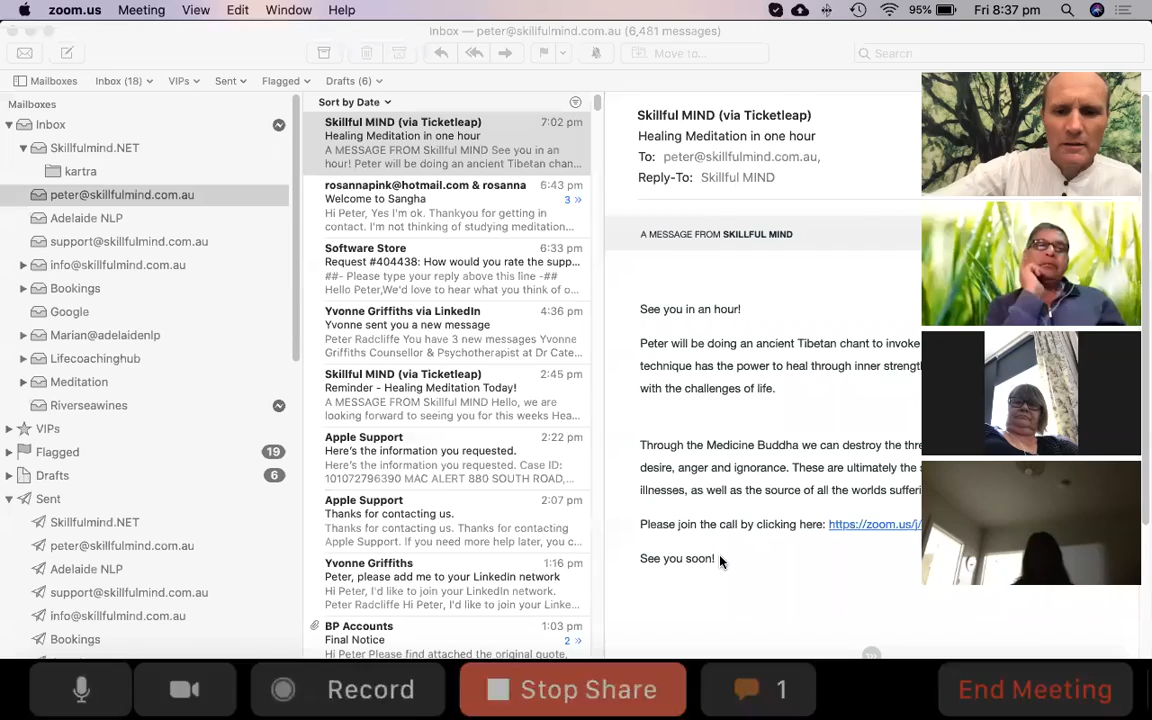 zoom.us Meeting View Edit Window Help 95% Fri 8:37 pm
Inbox — peter@skillfulmind.com.au (6,481 messages)
Move to...
Search
Mailboxes Inbox (18) VIPs Sent Flagged Drafts (6)
Mailboxes
Inbox
Skillfulmind.NET
kartra
peter@skillfulmind.com.au
Adelaide NLP
support@skillfulmind.com.au
info@skillfulmind.com.au
Bookings
Google
Marian@adelaidenlp
Lifecoachinghub
Meditation
Riverseawines
VIPs
Flagged 19
Drafts 6
Sent
Skillfulmind.NET
peter@skillfulmind.com.au
Adelaide NLP
support@skillfulmind.com.au
info@skillfulmind.com.au
Bookings
Sort by Date
Skillful MIND (via Ticketleap) 7:02 pm
Healing Meditation in one hour
A MESSAGE FROM Skillful MIND See you in an
hour! Peter will be doing an ancient Tibetan chan...
rosannapink@hotmail.com & rosanna 6:43 pm
Welcome to Sangha 3 »
Hi Peter, Yes I'm ok. Thankyou for getting in
contact. I'm not thinking of studying meditation...
Software Store 6:33 pm
Request #404438: How would you rate the supp...
##- Please type your reply above this line -##
Hello Peter,We'd love to hear what you think of o...
Yvonne Griffiths via LinkedIn 4:36 pm
Yvonne sent you a new message
Peter Radcliffe You have 3 new messages Yvonne
Griffiths Counsellor & Psychotherapist at Dr Cate...
Skillful MIND (via Ticketleap) 2:45 pm
Reminder - Healing Meditation Today!
A MESSAGE FROM Skillful MIND Hello, we are
looking forward to seeing you for this weeks Hea...
Apple Support 2:22 pm
Here's the information you requested.
Here's the information you requested. Case ID:
101072796390 MAC ALERT 880 SOUTH ROAD,...
Apple Support 2:07 pm
Thanks for contacting us.
Thanks for contacting us. Thanks for contacting
Apple Support. If you need more help later, you c...
Yvonne Griffiths 1:16 pm
Peter, please add me to your LinkedIn network
Hi Peter, I'd like to join your LinkedIn network.
Peter Radcliffe Hi Peter, I'd like to join your Linke...
BP Accounts 1:03 pm
Final Notice 2 »
Hi Peter Please find attached the original quote,
Skillful MIND (via Ticketleap)
Healing Meditation in one hour
To: peter@skillfulmind.com.au,
Reply-To: Skillful MIND
A MESSAGE FROM SKILLFUL MIND
See you in an hour!
Peter will be doing an ancient Tibetan chant to invoke
technique has the power to heal through inner strengt
with the challenges of life.
Through the Medicine Buddha we can destroy the thre
desire, anger and ignorance. These are ultimately the s
illnesses, as well as the source of all the worlds sufferi
Please join the call by clicking here: https://zoom.us/j/
See you soon!
Record Stop Share 1 End Meeting